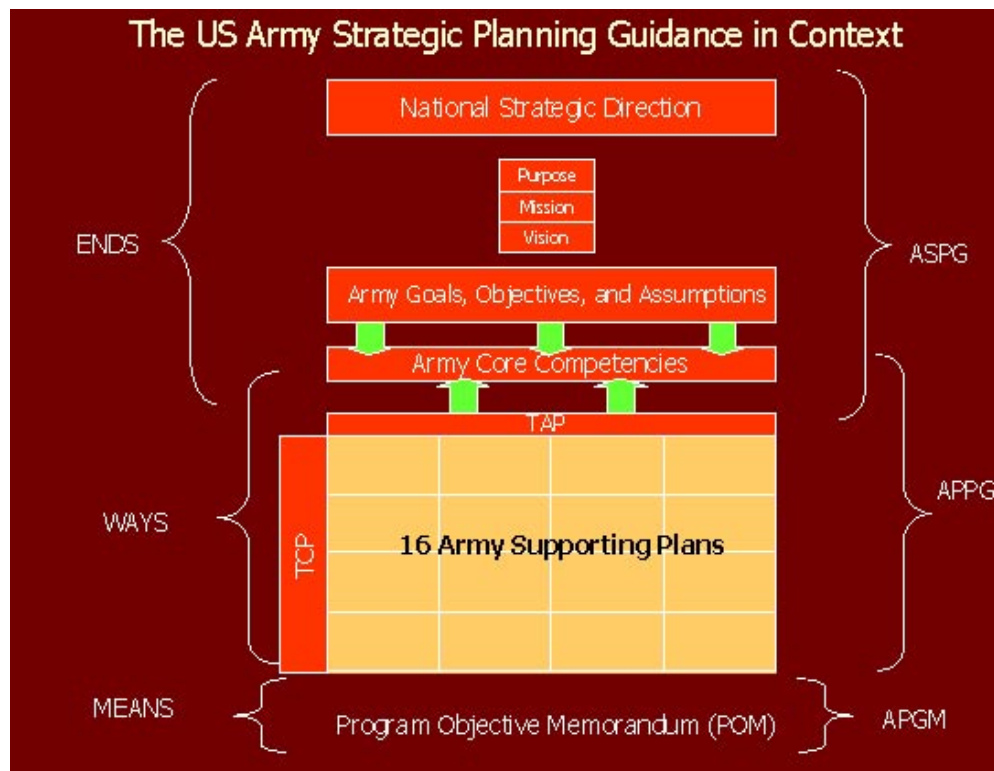 The US Army Strategic Planning Guidance in Context
National Strategic Direction
Purpose
Mission
Vision
ENDS
ASPG
Army Goals, Objectives, and Assumptions
Army Core Competencies
TAP
WAYS
TCP
16 Army Supporting Plans
APPG
MEANS
Program Objective Memorandum (POM)
APGM